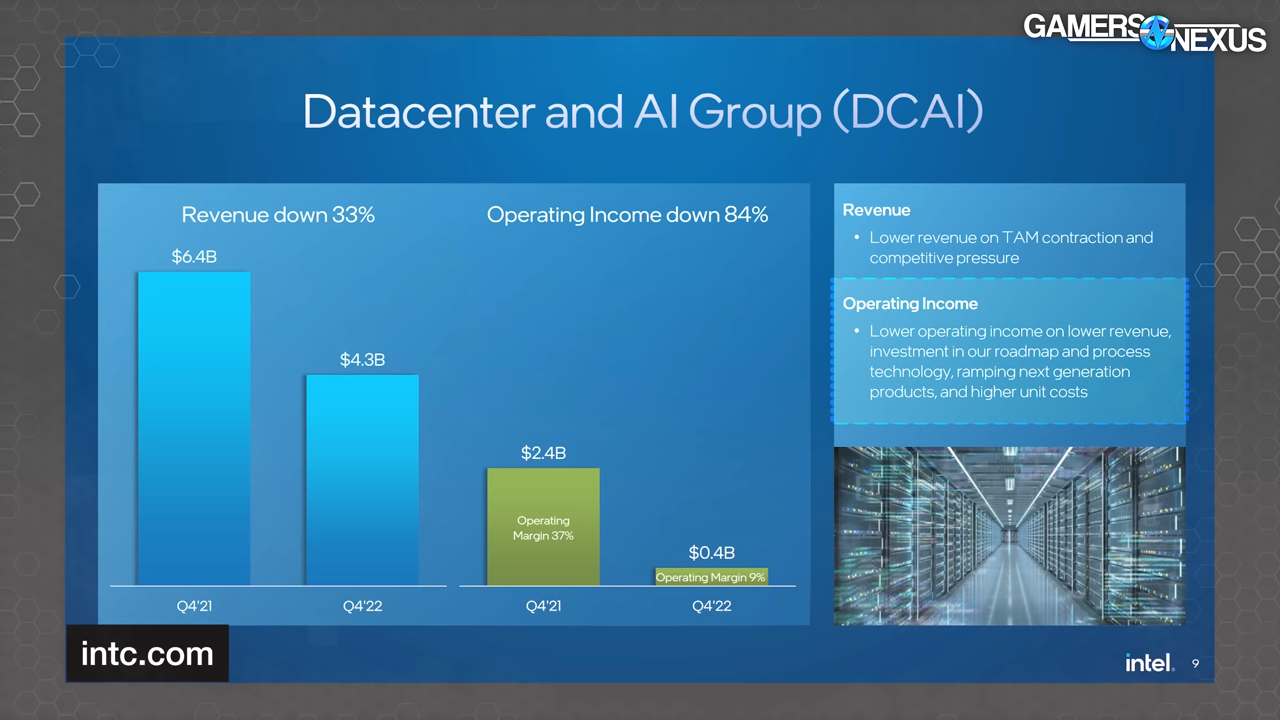 GAMERS NEXUS
Datacenter and AI Group (DCAI)
Revenue down 33%
$6.4B
$4.3B
Q4'21
Q4'22
Operating Income down 84%
$2.4B
Operating
Margin 37%
$0.4B
Operating Margin 9%
Q4'21
Q4'22
Revenue
• Lower revenue on TAM contraction and
competitive pressure
Operating Income
• Lower operating income on lower revenue,
investment in our roadmap and process
technology, ramping next generation
products, and higher unit costs
intc.com
intel.
9